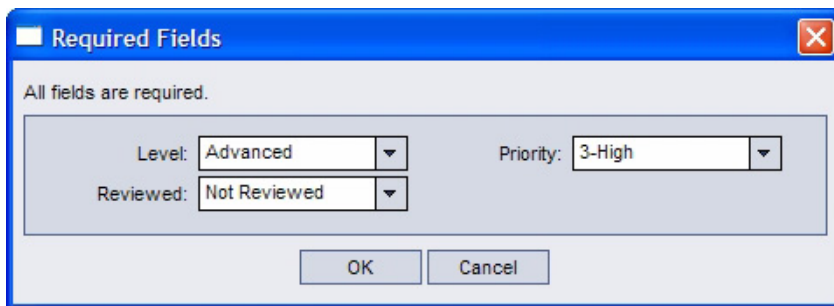 Required Fields
All fields are required.
Level: Advanced Priority: 3-High
Reviewed: Not Reviewed
OK Cancel